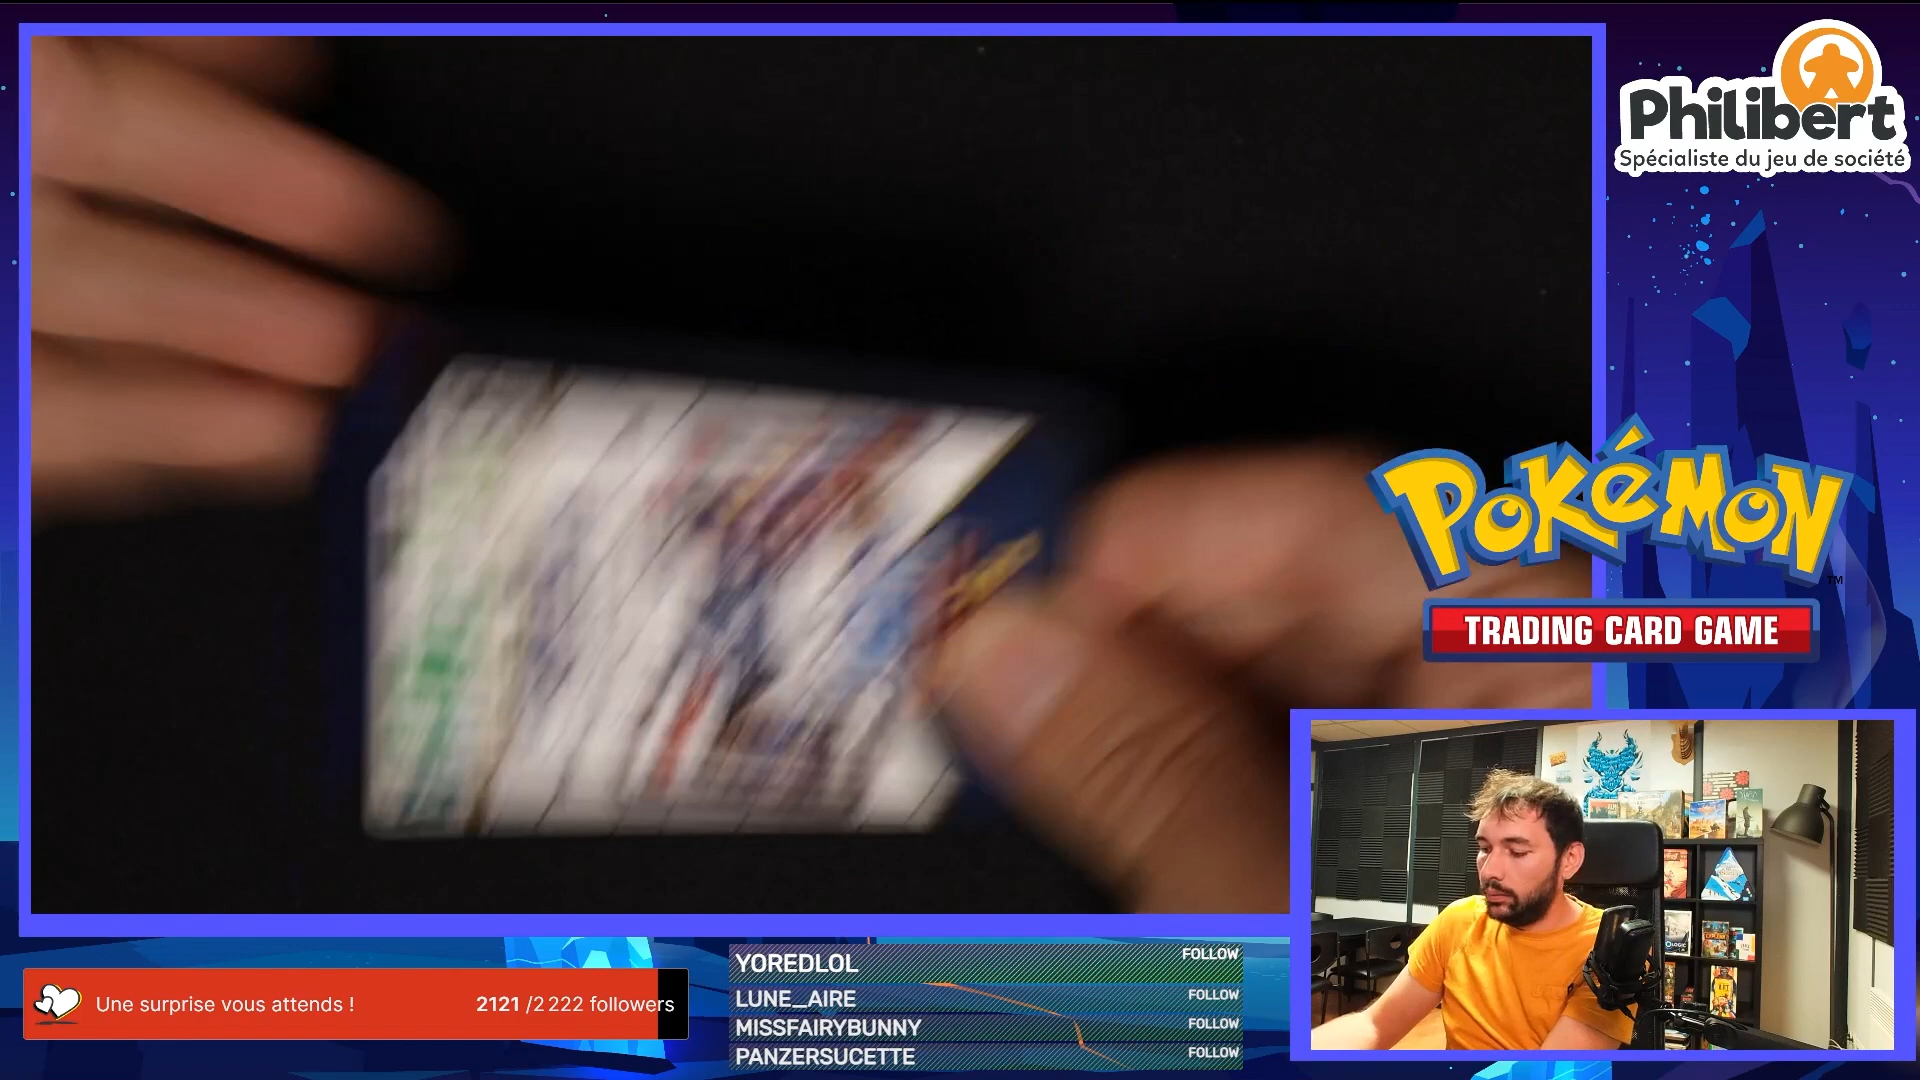 Philibert
Spécialiste du jeu de société
POKéMON
TM
TRADING CARD GAME
Une surprise vous attends !
2121 /2 222 followers
YOREDLOL FOLLOW
LUNE_AIRE FOLLOW
MISSFAIRYBUNNY FOLLOW
PANZERSUCETTE FOLLOW